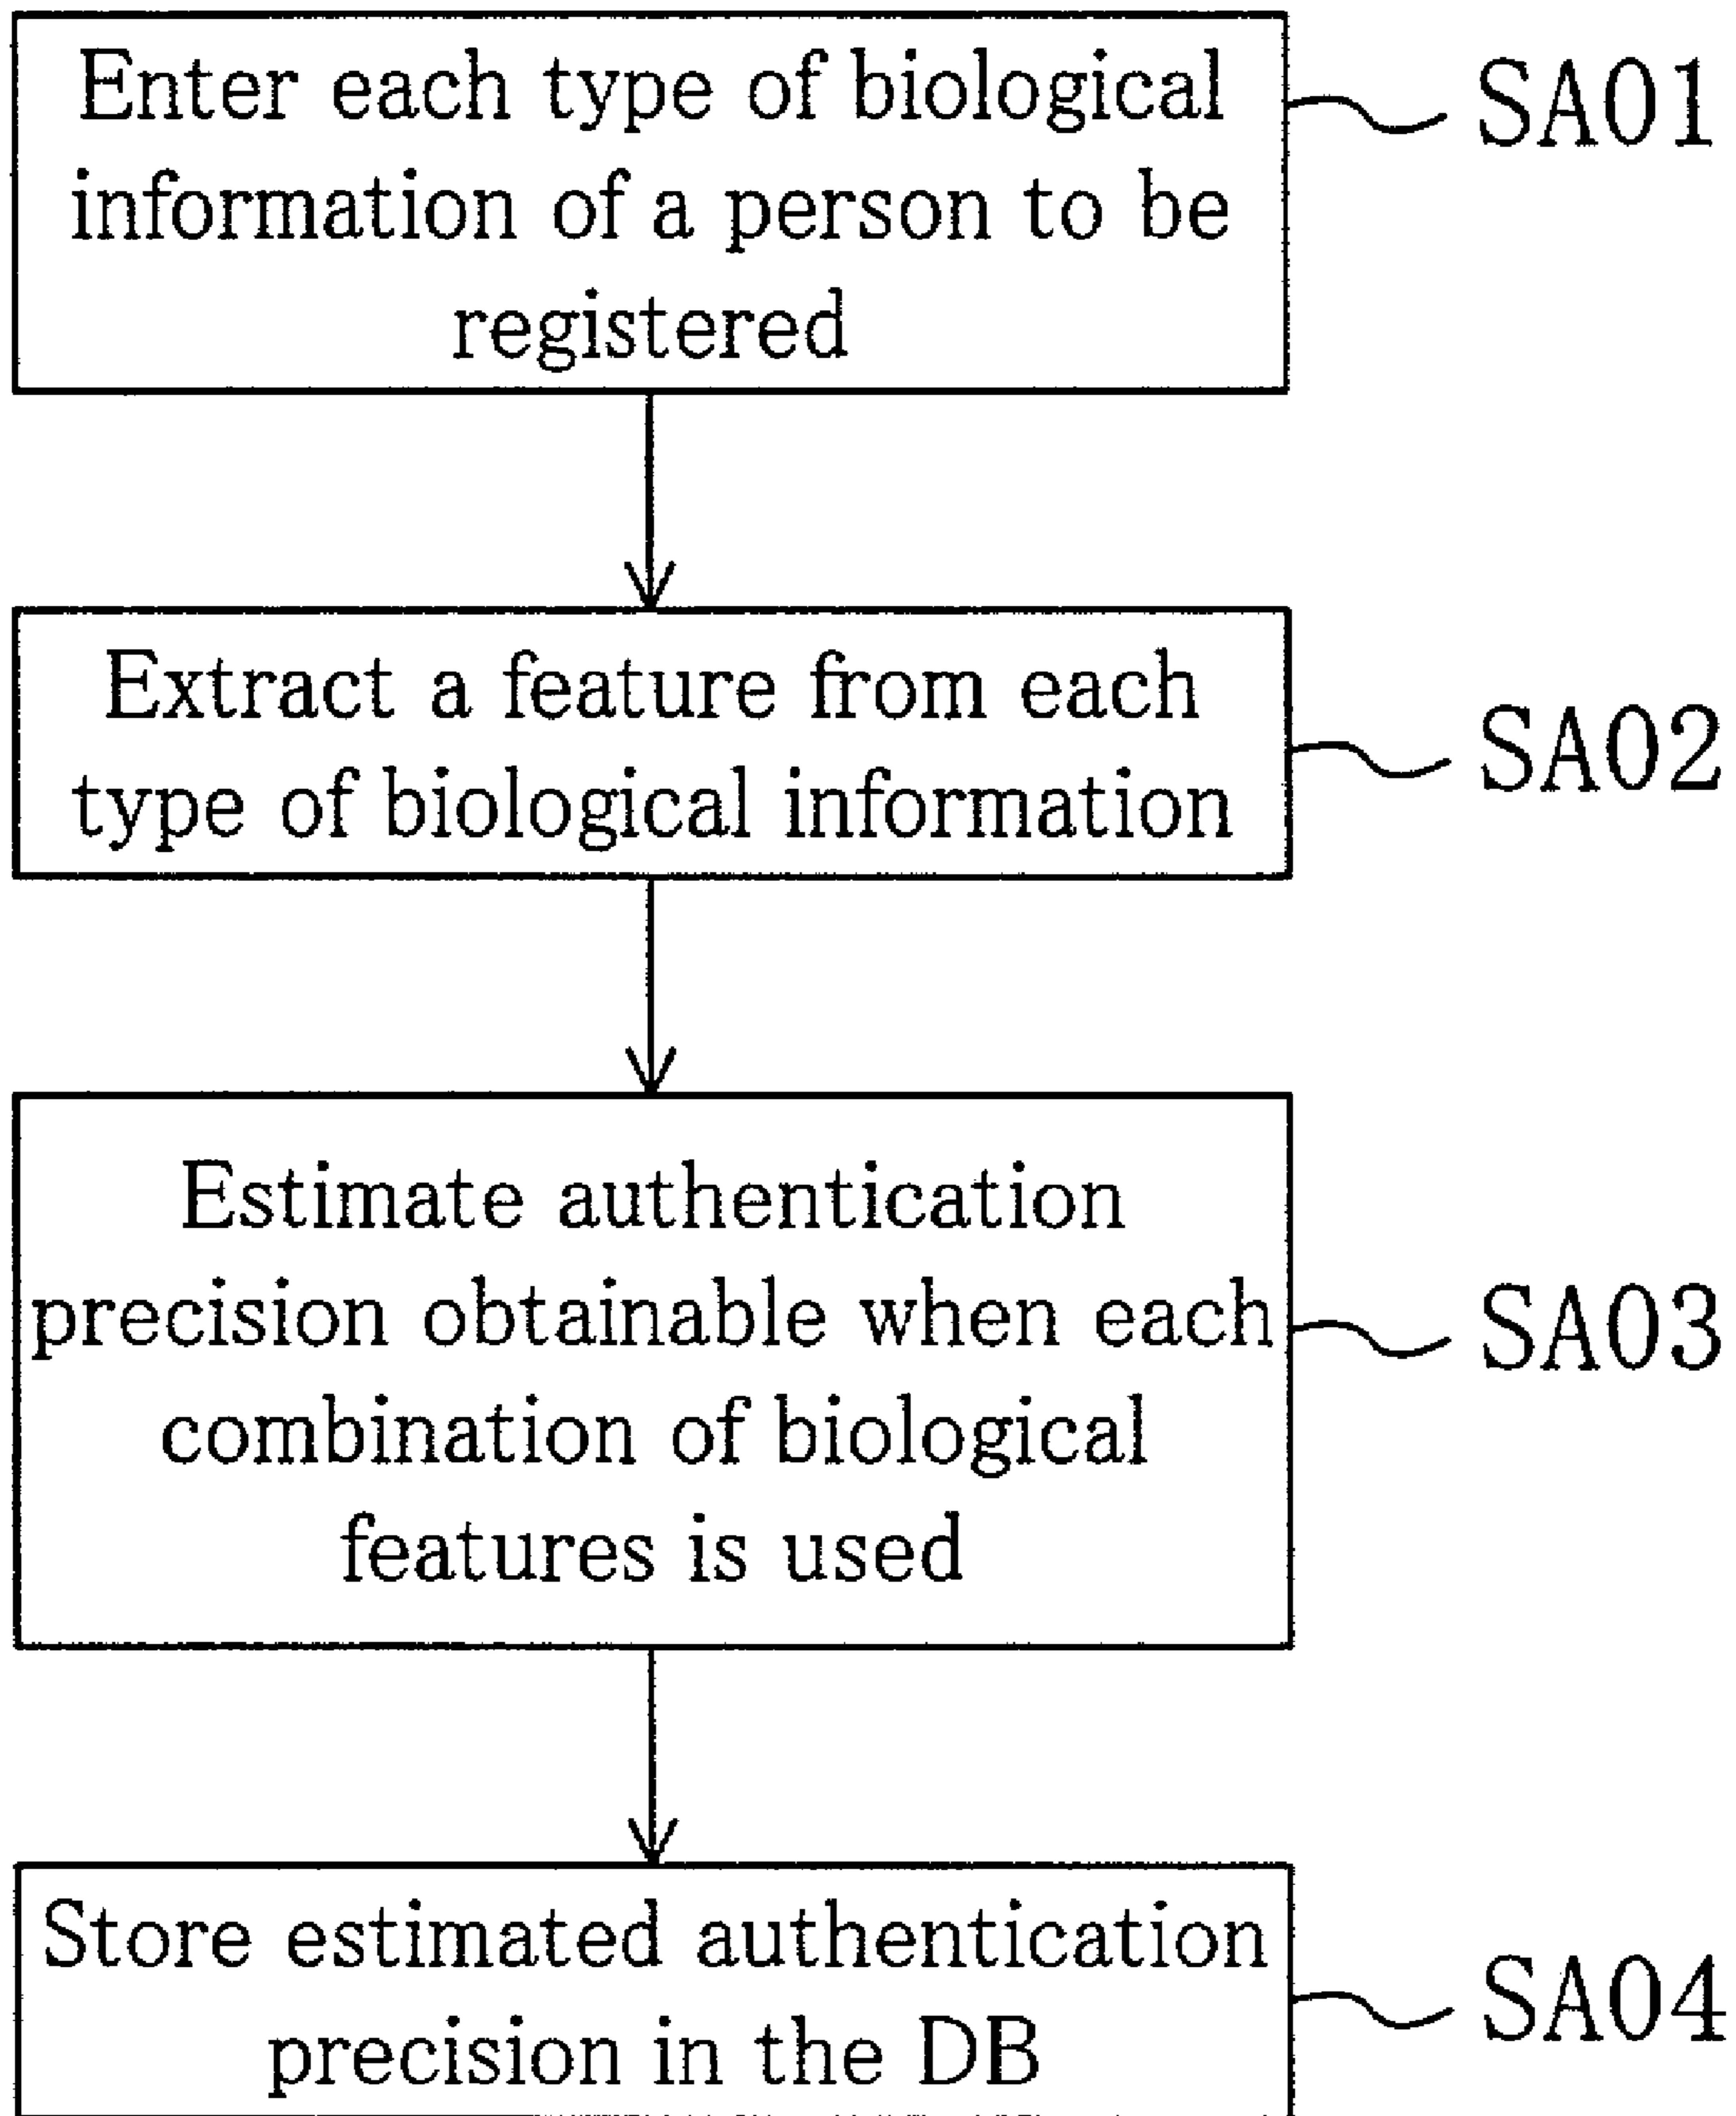 Enter each type of biological
information of a person to be
registered
SA01
Extract a feature from each
type of biological information
SA02
Estimate authentication
precision obtainable when each
combination of biological
features is used
SA03
Store estimated authentication
precision in the DB
SA04